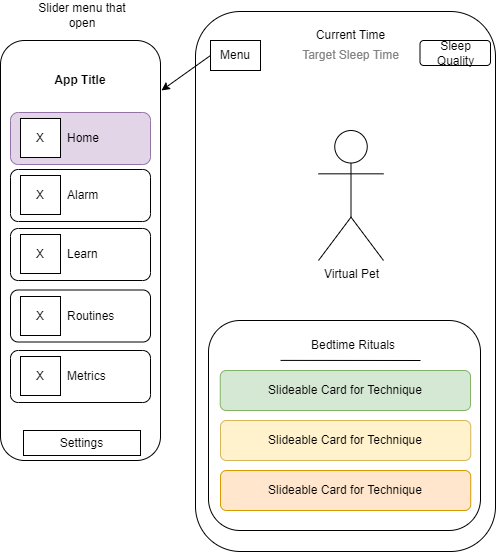 Slider menu that
open
App Title
X
Home
X
Alarm
X
Learn
X
Routines
X
Metrics
Settings
Menu
Current Time
Target Sleep Time
Sleep
Quality
Virtual Pet
Bedtime Rituals
Slideable Card for Technique
Slideable Card for Technique
Slideable Card for Technique